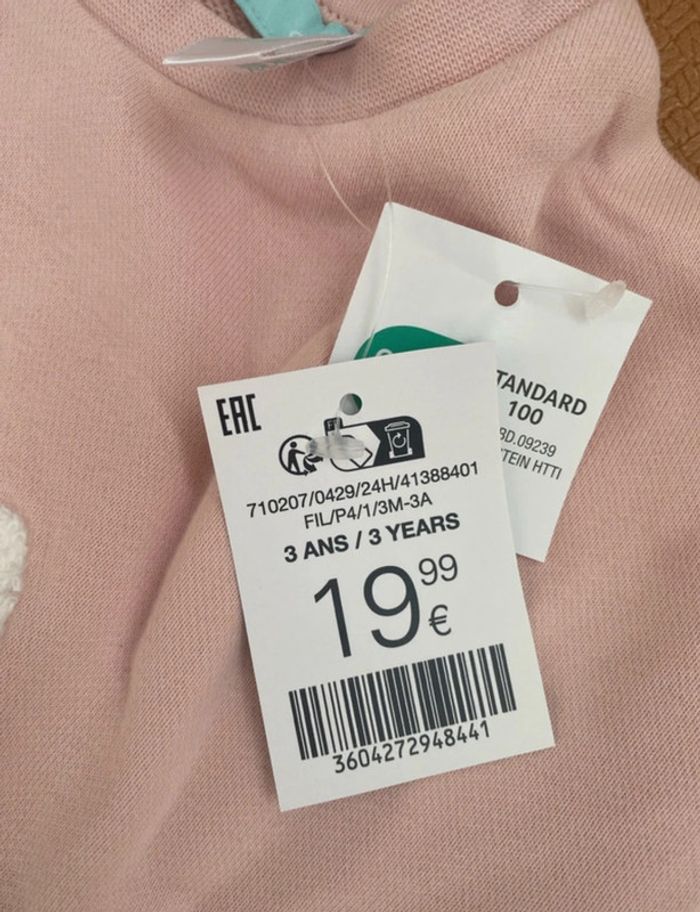 EAC
710207/0429/24H/41388401
FIL/P4/1/3M-3A
3 ANS / 3 YEARS
19 99
€
3604272948441
TANDARD
100
D.09239
TEIN HTTI